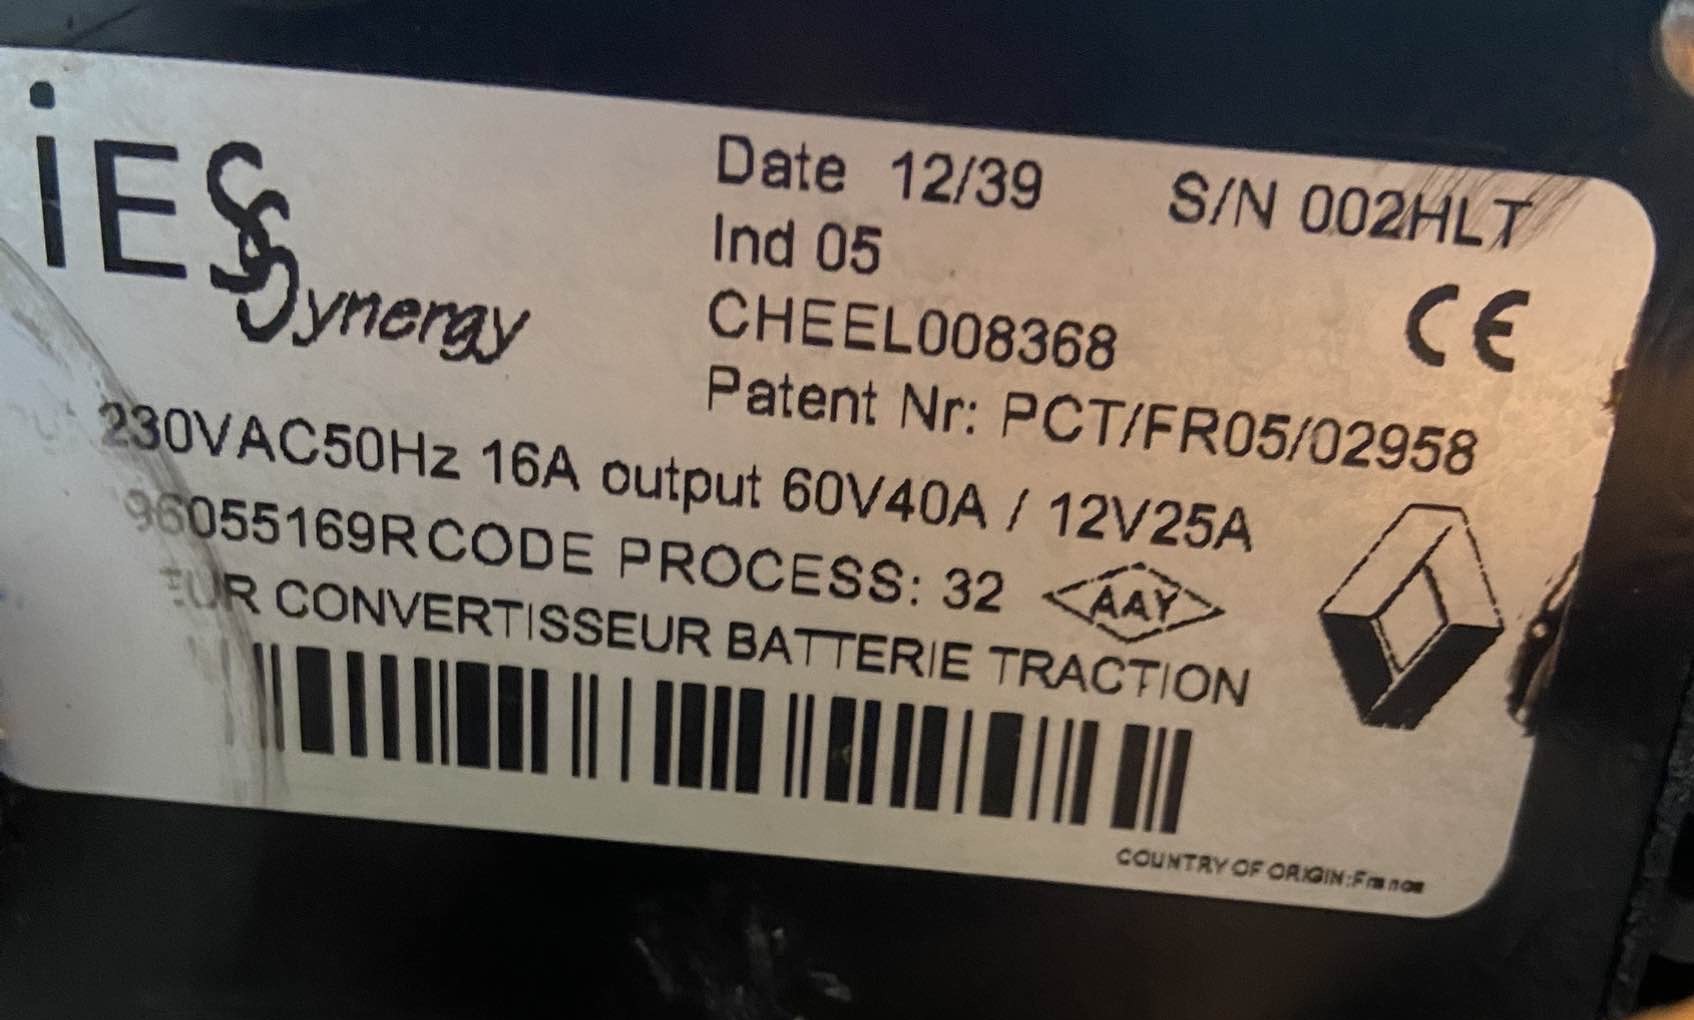 iES Synergy
Date 12/39 S/N 002HLT
Ind 05
CHEEL008368
CE
Patent Nr: PCT/FR05/02958
230VAC50Hz 16A output 60V40A / 12V25A
96055169R CODE PROCESS: 32 AAY
CONVERTISSEUR BATTERIE TRACTION
COUNTRY OF ORIGIN:France